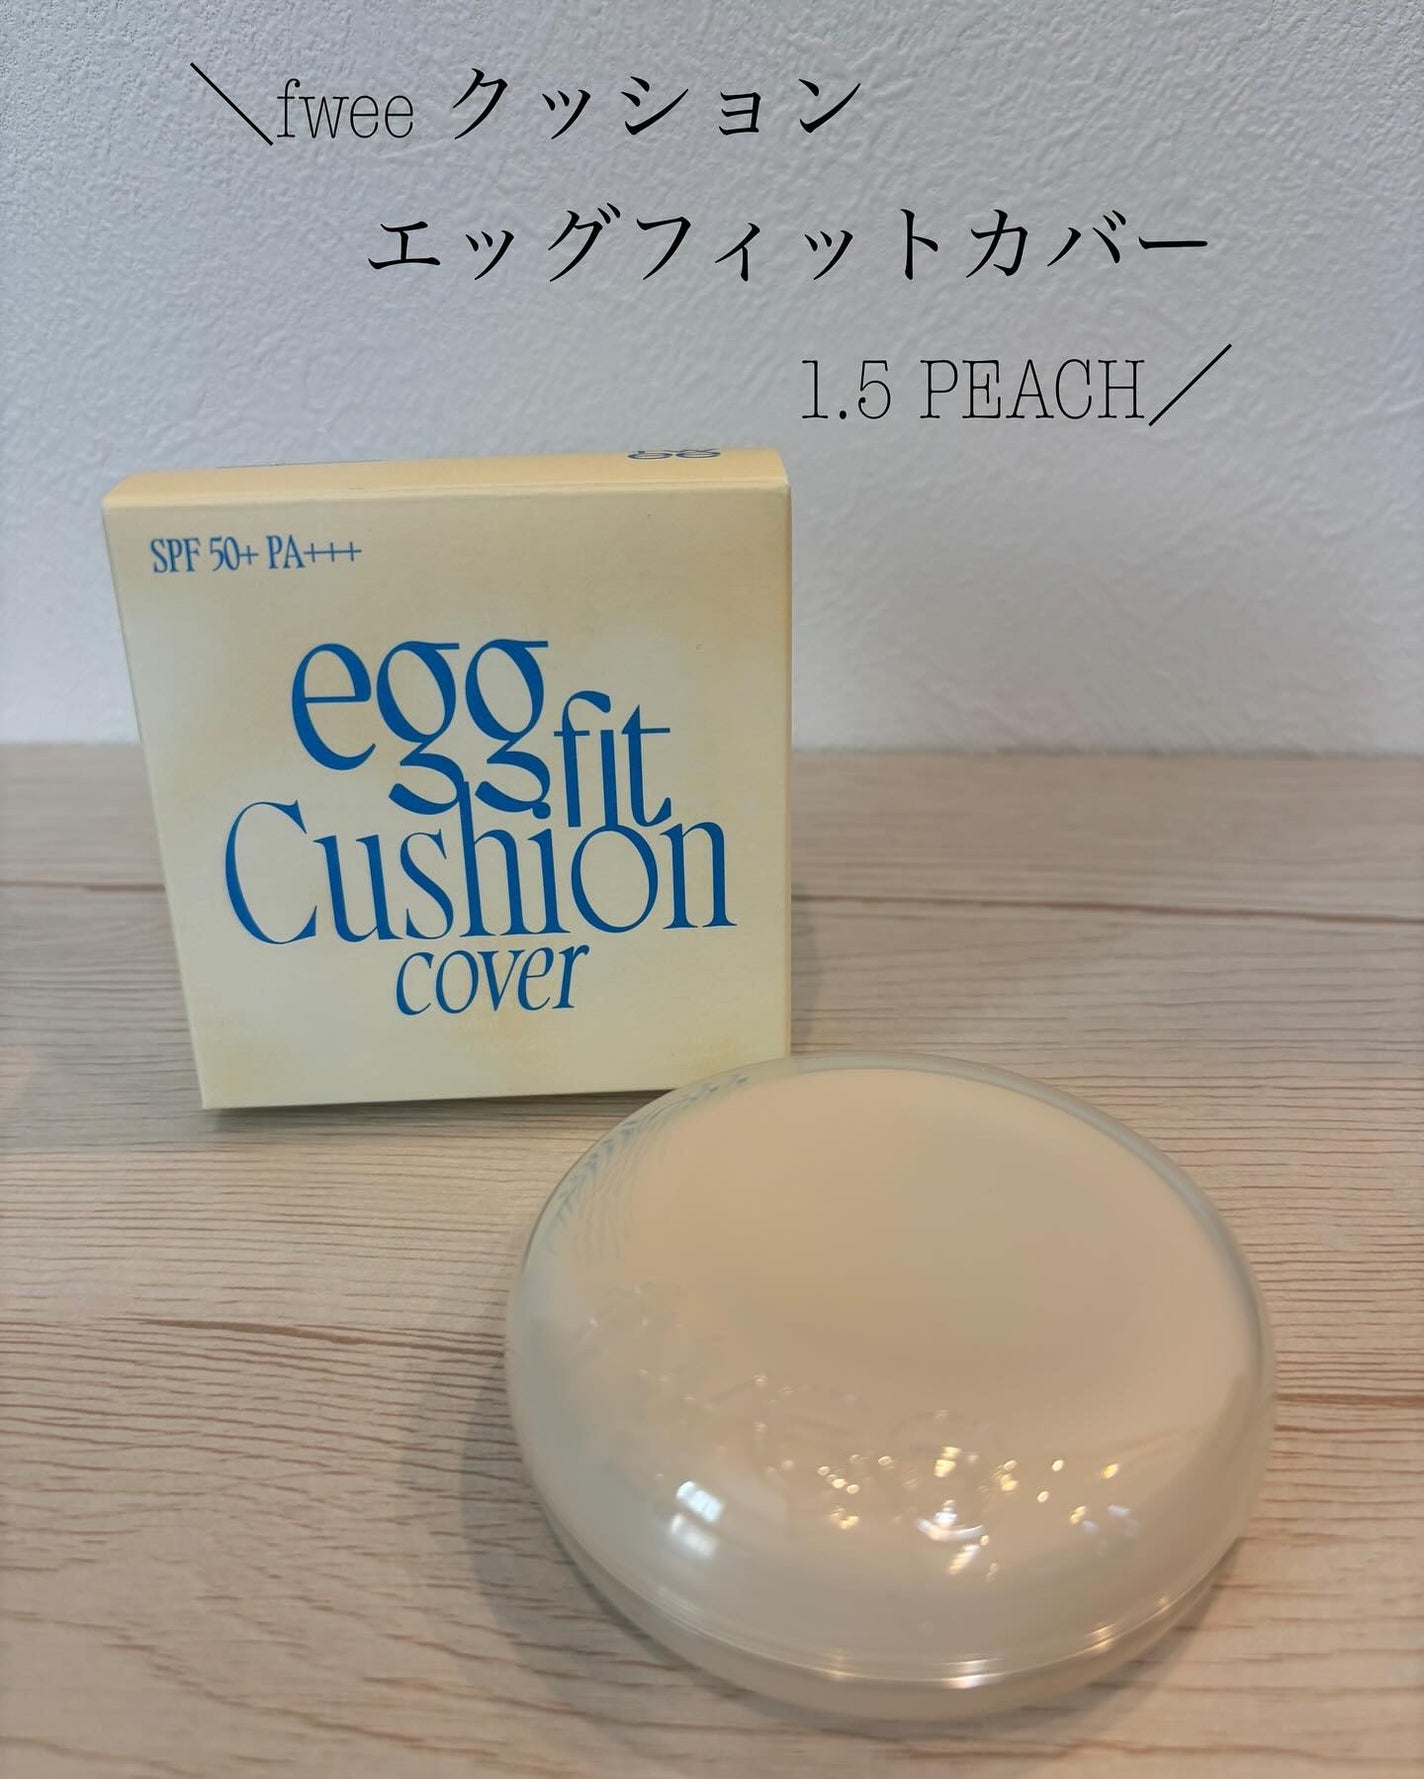 \fwee クッション
エッグフィットカバー
1.5 PEACH/
SPF 50+ PA+++
egg
fit
Cushion
cover